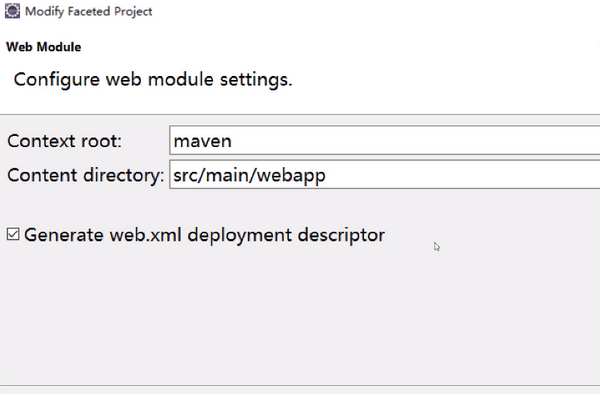 Modify Faceted Project
Web Module
Configure web module settings.
Context root: maven
Content directory: src/main/webapp
Generate web.xml deployment descriptor